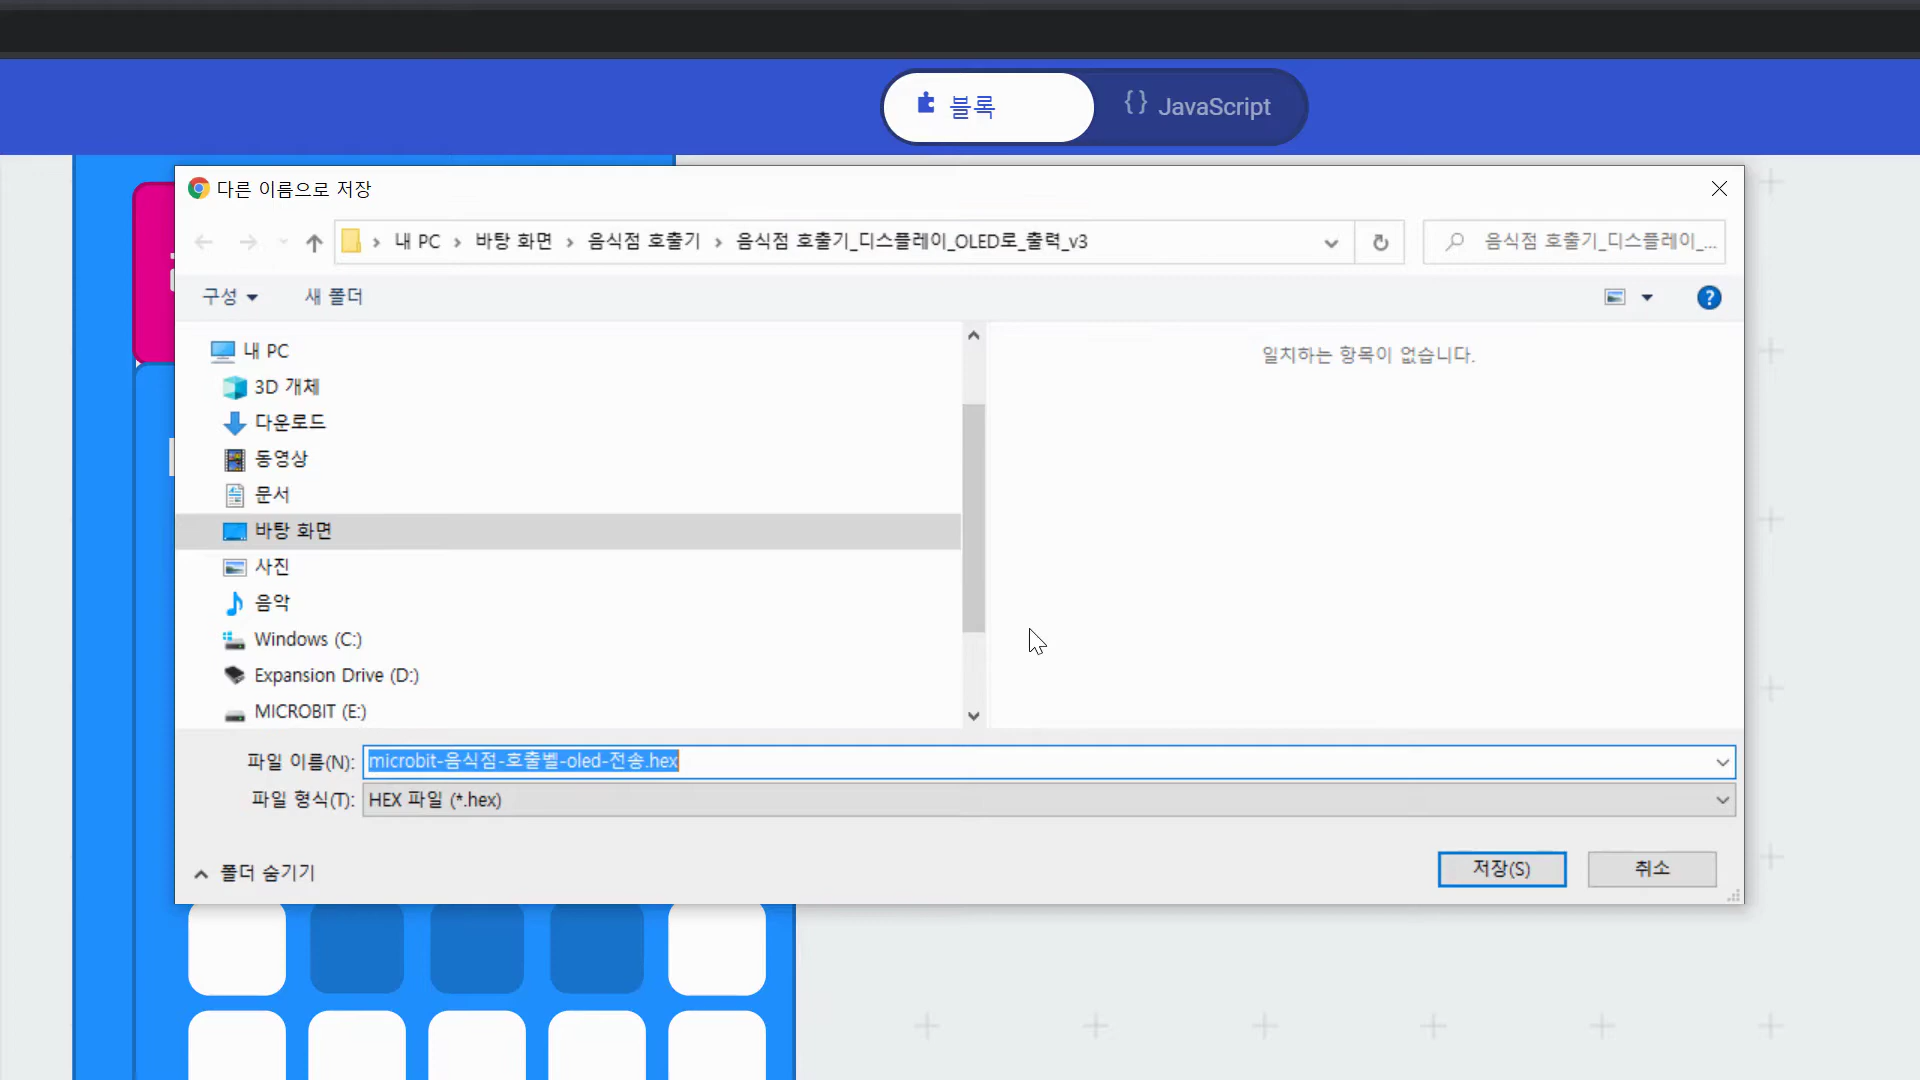 블록
{} JavaScript
다른 이름으로 저장
내 PC › 바탕 화면 › 음식점 호출기 › 음식점 호출기_디스플레이_OLED로_출력_v3
음식점 호출기_디스플레이_...
구성
새 폴더
내 PC
3D 개체
다운로드
동영상
문서
바탕 화면
사진
음악
Windows (C:)
Expansion Drive (D:)
MICROBIT (E:)
일치하는 항목이 없습니다.
파일 이름(N): microbit-음식점-호출벨-oled-전송.hex
파일 형식(T): HEX 파일 (*.hex)
폴더 숨기기
저장(S)
취소